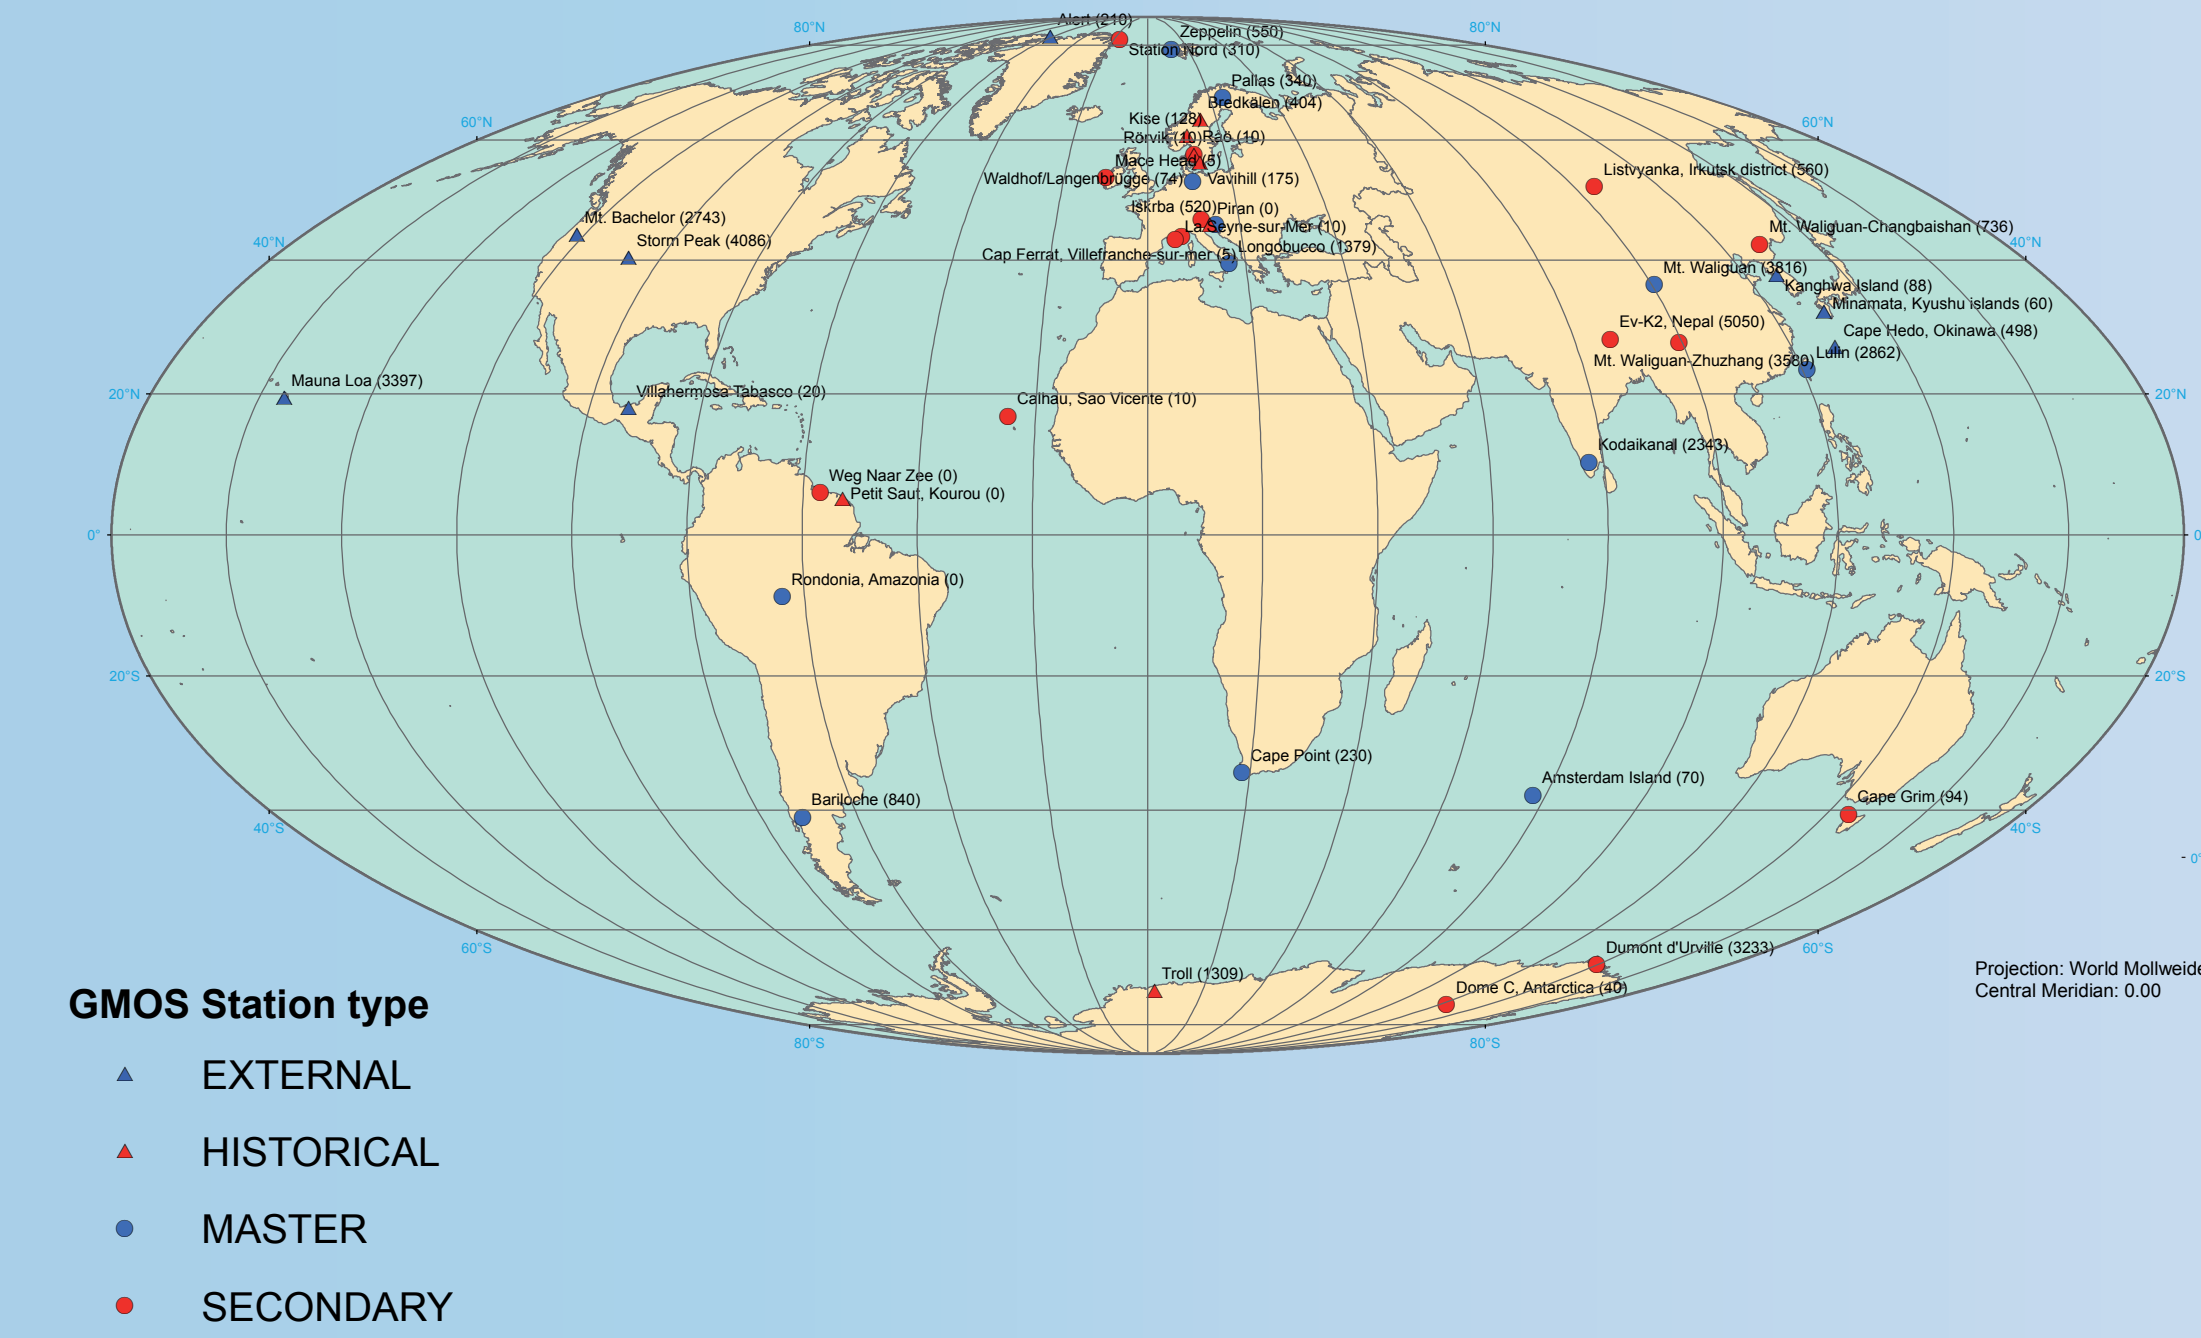 Alert (210)
80°N
80°N
Zeppelin (550)
Station Nord (310)
Pallas (340)
Bredkälen (404)
60°N
Kise (128)
60°N
Rörvik (10)
Raö (10)
Mace Head (5)
Listvyanka, Irkutsk district (560)
Waldhof/Langenbrügge (74)
Vavihill (175)
Iskrba (520)
Piran (0)
Mt. Bachelor (2743)
La Seyne-sur-Mer (10)
Mt. Waliguan-Changbaishan (736)
40°N
Storm Peak (4086)
40°N
Longobucco (1379)
Cap Ferrat, Villefranche-sur-mer (5)
Mt. Waliguan (3816)
Kanghwa Island (88)
Minamata, Kyushu islands (60)
Ev-K2, Nepal (5050)
Cape Hedo, Okinawa (498)
Lulin (2862)
Mt. Waliguan-Zhuzhang (3580)
Mauna Loa (3397)
20°N
Villahermosa Tabasco (20)
20°N
Calhau, Sao Vicente (10)
Kodaikanal (2343)
Weg Naar Zee (0)
Petit Saut, Kourou (0)
0°
0
Rondonia, Amazonia (0)
20°S
20°S
Cape Point (230)
Amsterdam Island (70)
Bariloche (840)
Cape Grim (94)
40°S
40°S
0°
60°S
Dumont d'Urville (3233)
60°S
Troll (1309)
Projection: World Mollweide
Dome C, Antarctica (40)
Central Meridian: 0.00
80°S
80°S
GMOS Station type
EXTERNAL
HISTORICAL
MASTER
SECONDARY